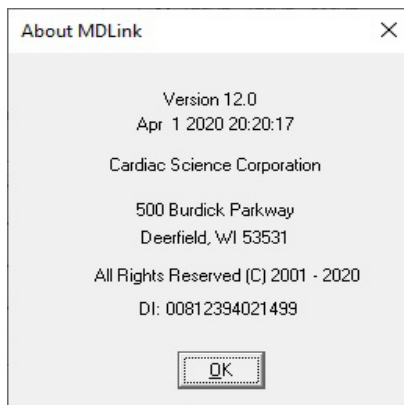 About MDLink
Version 12.0
Apr 1 2020 20:20:17
Cardiac Science Corporation
500 Burdick Parkway
Deerfield, WI 53531
All Rights Reserved (C) 2001 - 2020
DI: 00812394021499
OK